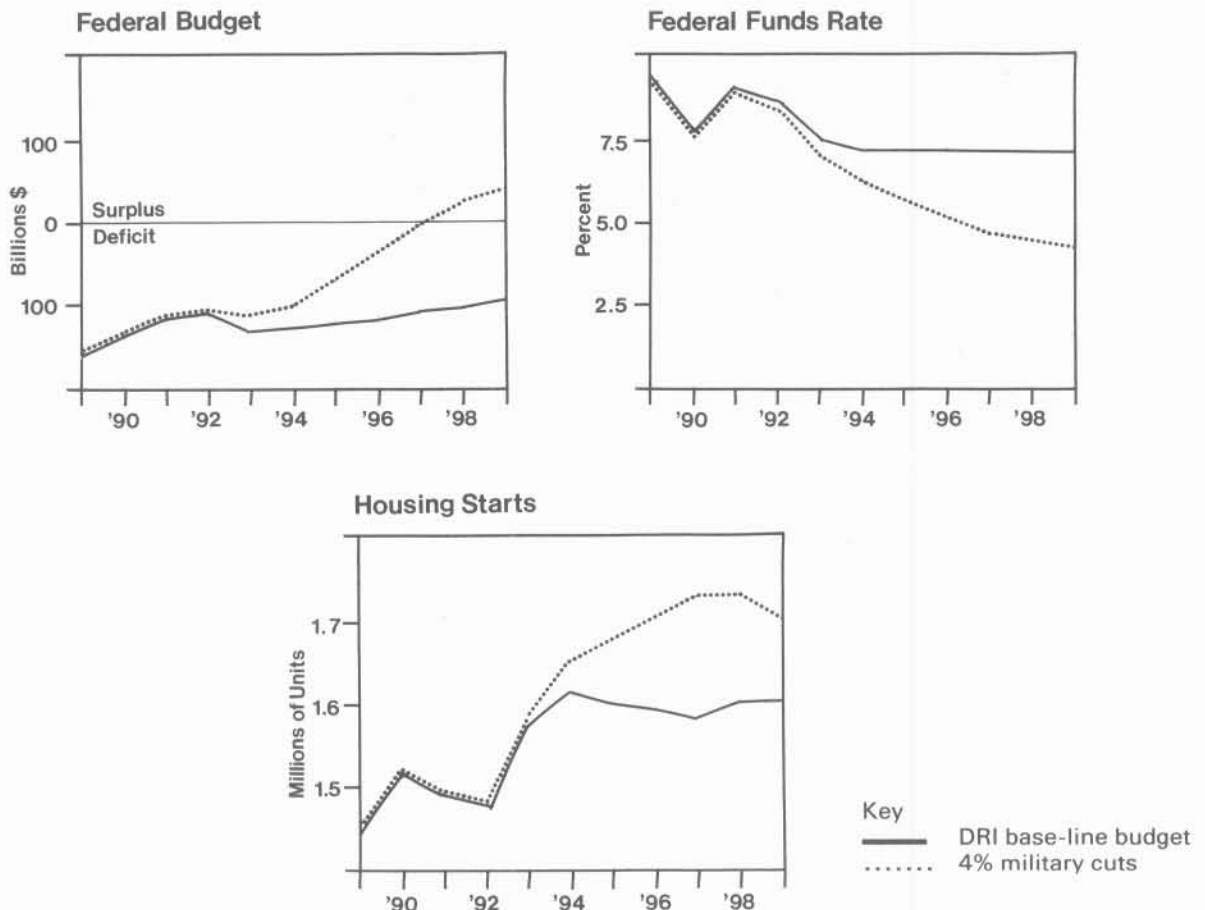 Federal Budget
100
0
100
Billions $
Surplus
Deficit
'90 '92 '94 '96 '98
Federal Funds Rate
7.5
5.0
2.5
Percent
'90 '92 '94 '96 '98
Housing Starts
1.7
1.6
1.5
Millions of Units
'90 '92 '94 '96 '98
Key
DRI base-line budget
4% military cuts